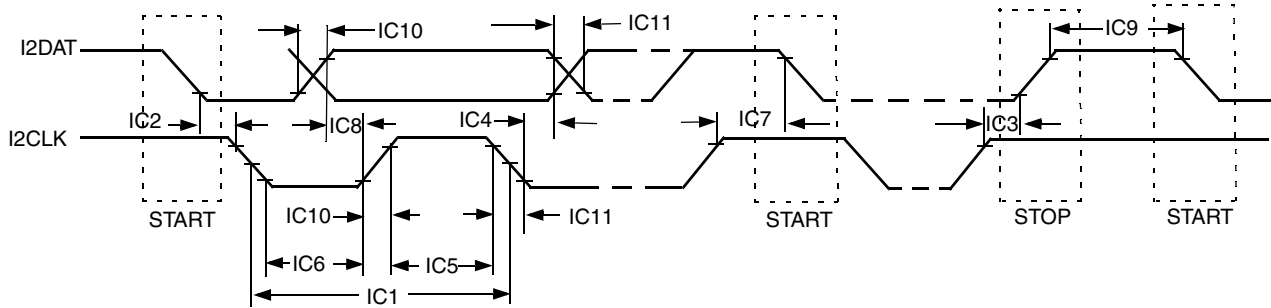 I2DAT
IC10
IC11
IC9
I2CLK
IC2
IC8
IC4
IC7
IC3
START
IC10
IC11
START
STOP
START
IC6
IC5
IC1